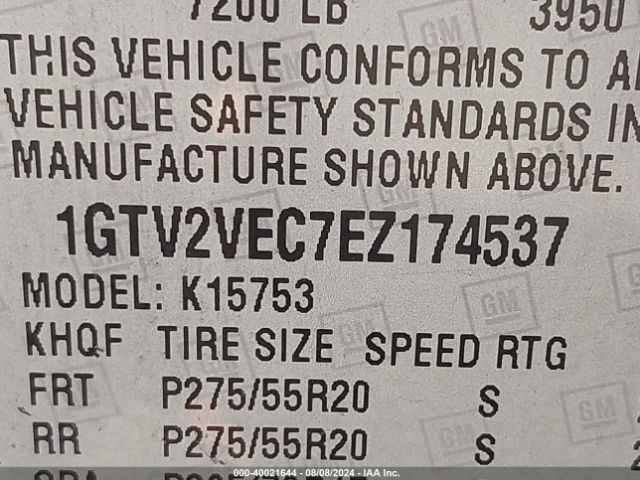 7200 LB 3950
THIS VEHICLE CONFORMS TO
VEHICLE SAFETY STANDARDS IN
MANUFACTURE SHOWN ABOVE.
1GTV2VEC7EZ174537
MODEL: K15753
KHQF TIRE SIZE SPEED RTG
FRT P275/55R20 S
RR P275/55R20 S
000-40021644 - 08/08/2024 - IAA Inc.